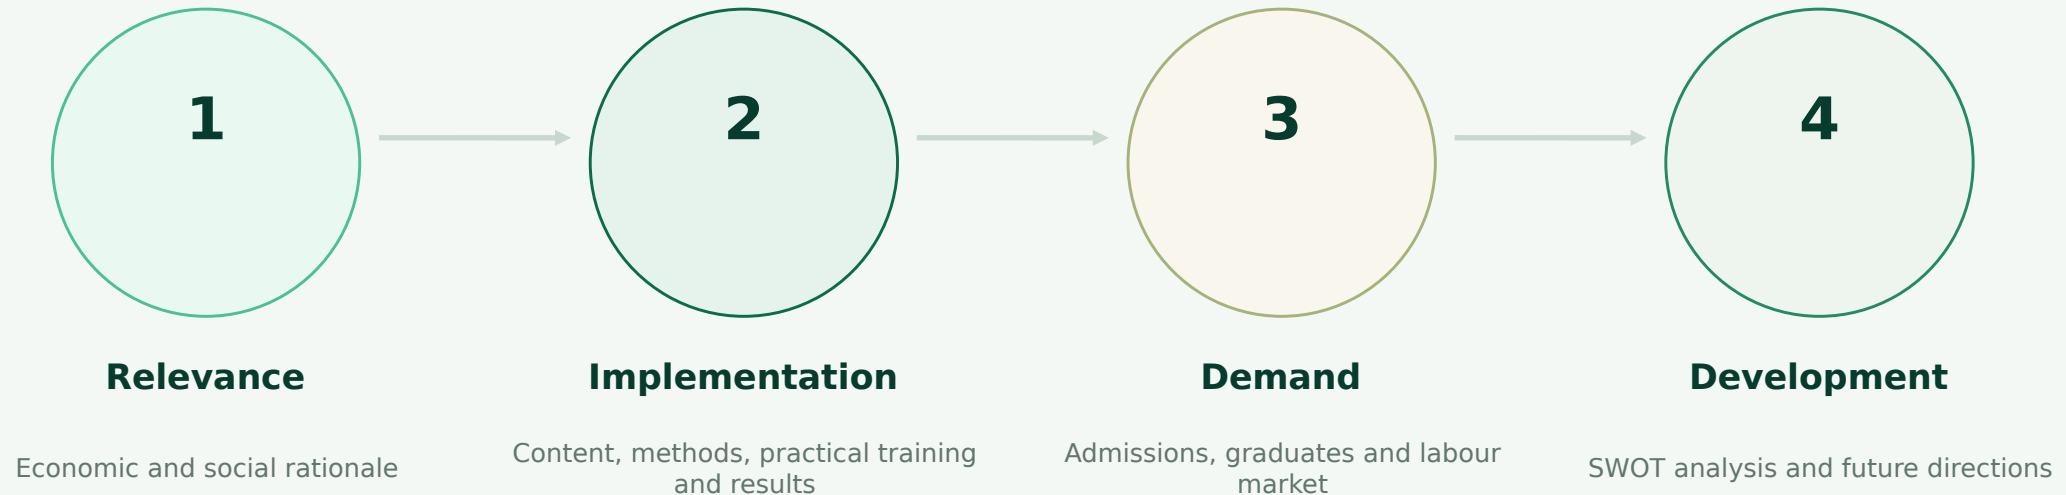 1
2
3
4
Relevance
Implementation
Demand
Development
Economic and social rationale
Content, methods, practical training
and results
Admissions, graduates and labour
market
SWOT analysis and future directions